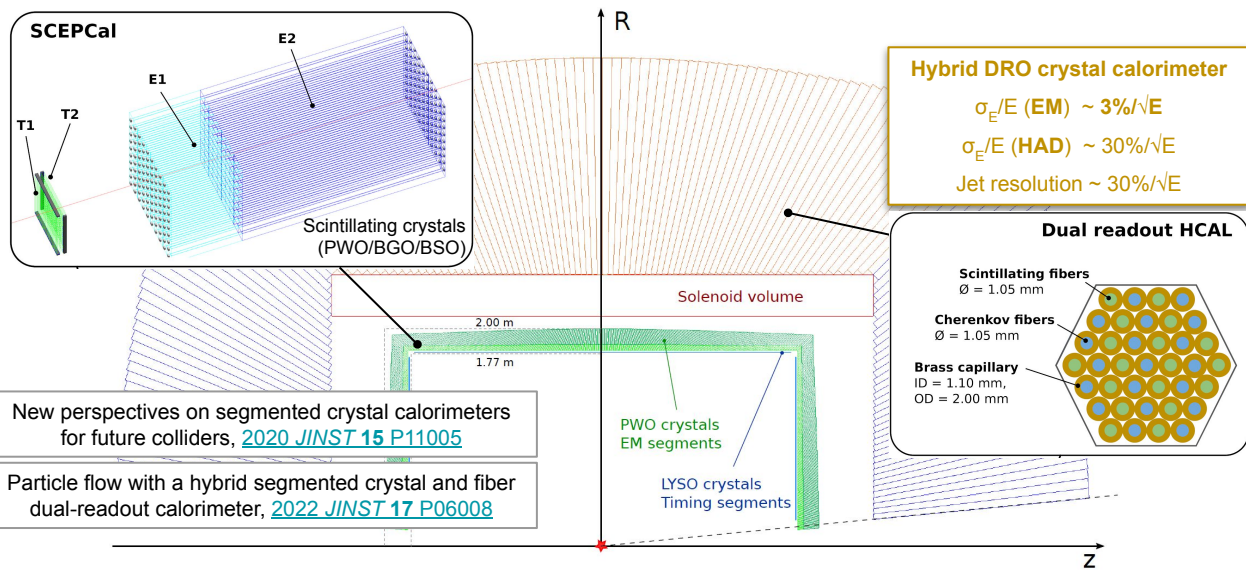 SCEPCal
E2
E1
T2
T1
Scintillating crystals
(PWO/BGO/BSO)
R
Hybrid DRO crystal calorimeter
σ_E/E (EM) ~ 3%/√E
σ_E/E (HAD) ~ 30%/√E
Jet resolution ~ 30%/√E
Dual readout HCAL
Scintillating fibers
Ø = 1.05 mm
Cherenkov fibers
Ø = 1.05 mm
Brass capillary
ID = 1.10 mm,
OD = 2.00 mm
Solenoid volume
2.00 m
1.77 m
PWO crystals
EM segments
LYSO crystals
Timing segments
New perspectives on segmented crystal calorimeters
for future colliders, 2020 JINST 15 P11005
Particle flow with a hybrid segmented crystal and fiber
dual-readout calorimeter, 2022 JINST 17 P06008
z